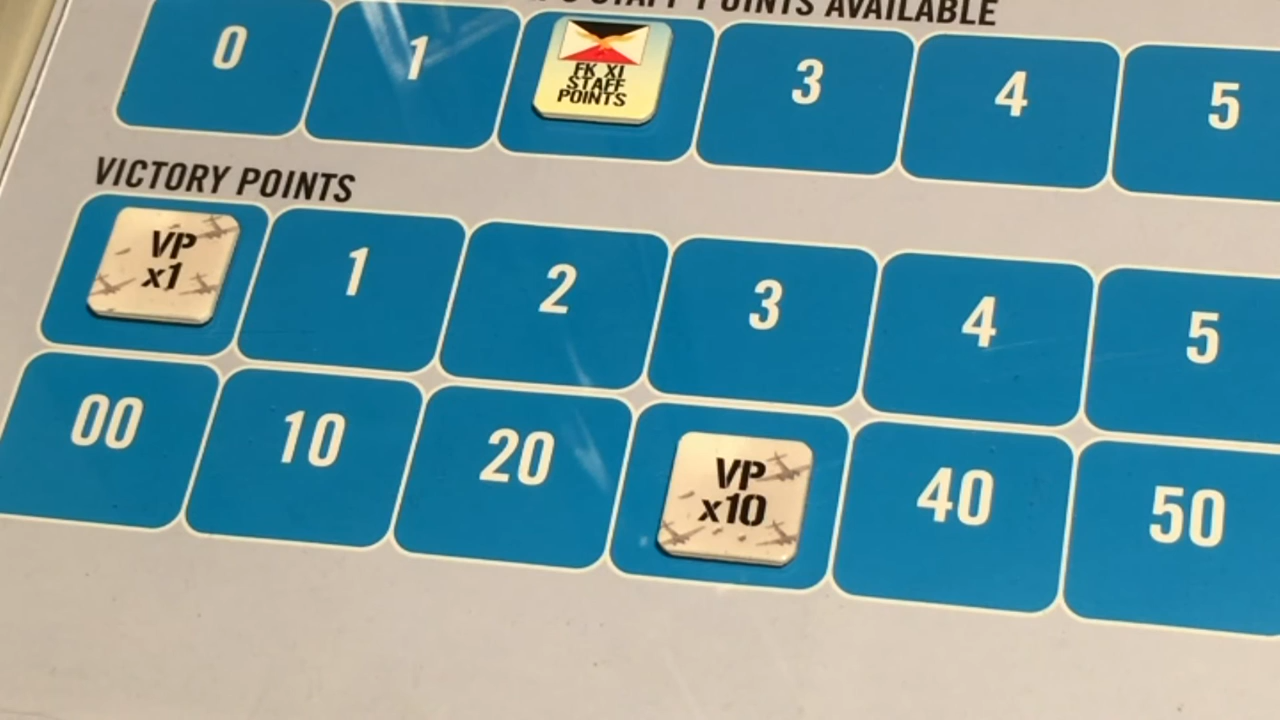 STAFF POINTS AVAILABLE
0 1 FK XI 3 4 5
STAFF
POINTS
VICTORY POINTS
VP 1 2 3 4 5
x1
00 10 20 VP 40 50
x10